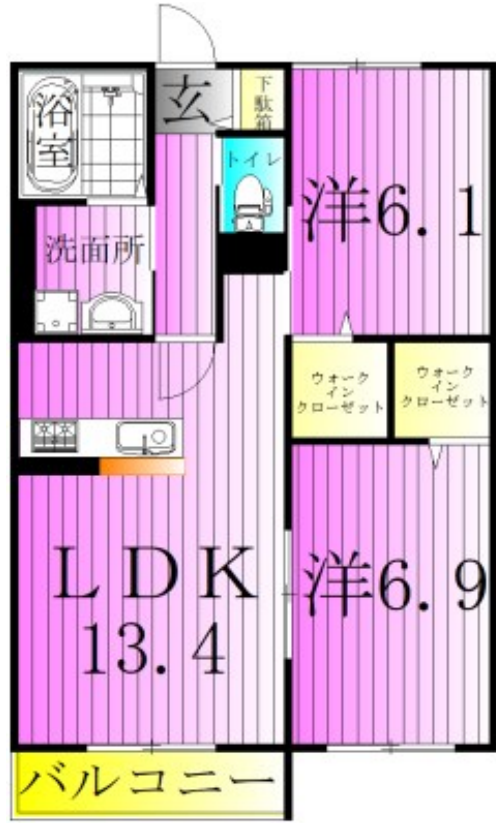 浴室
玄
下駄箱
トイレ
洋6.1
洗面所
ウォーク
イン
クローゼット
ウォーク
イン
クローゼット
LDK
13.4
洋6.9
バルコニー